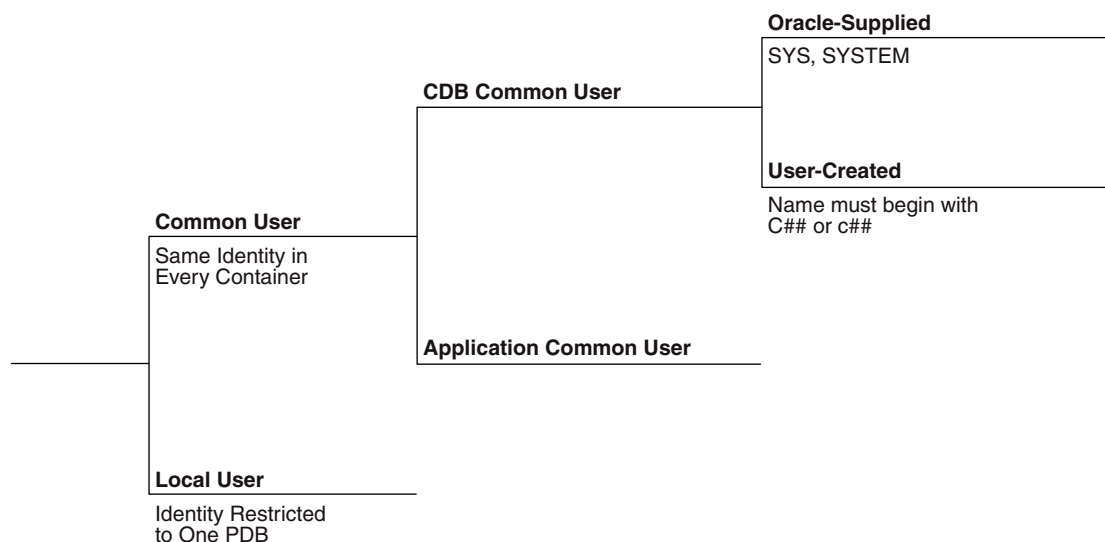 Oracle-Supplied
SYS, SYSTEM
CDB Common User
User-Created
Name must begin with
C## or c##
Common User
Same Identity in
Every Container
Application Common User
Local User
Identity Restricted
to One PDB